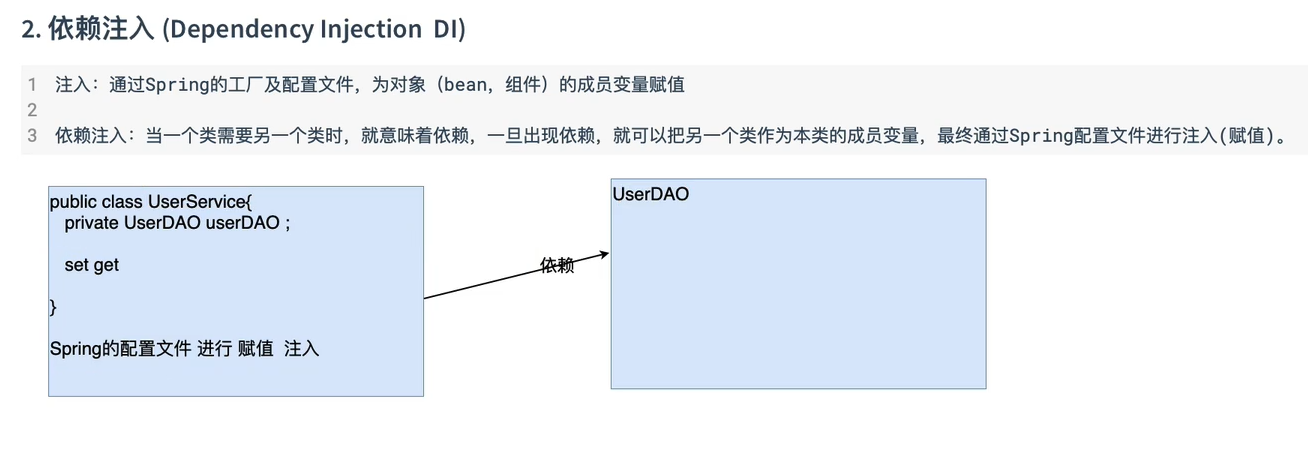 2. 依赖注入 (Dependency Injection DI)
1 注入：通过Spring的工厂及配置文件，为对象（bean，组件）的成员变量赋值
2
3 依赖注入：当一个类需要另一个类时，就意味着依赖，一旦出现依赖，就可以把另一个类作为本类的成员变量，最终通过Spring配置文件进行注入(赋值)。
public class UserService{
private UserDAO userDAO ;
set get
}
Spring的配置文件 进行 赋值 注入
依赖
UserDAO